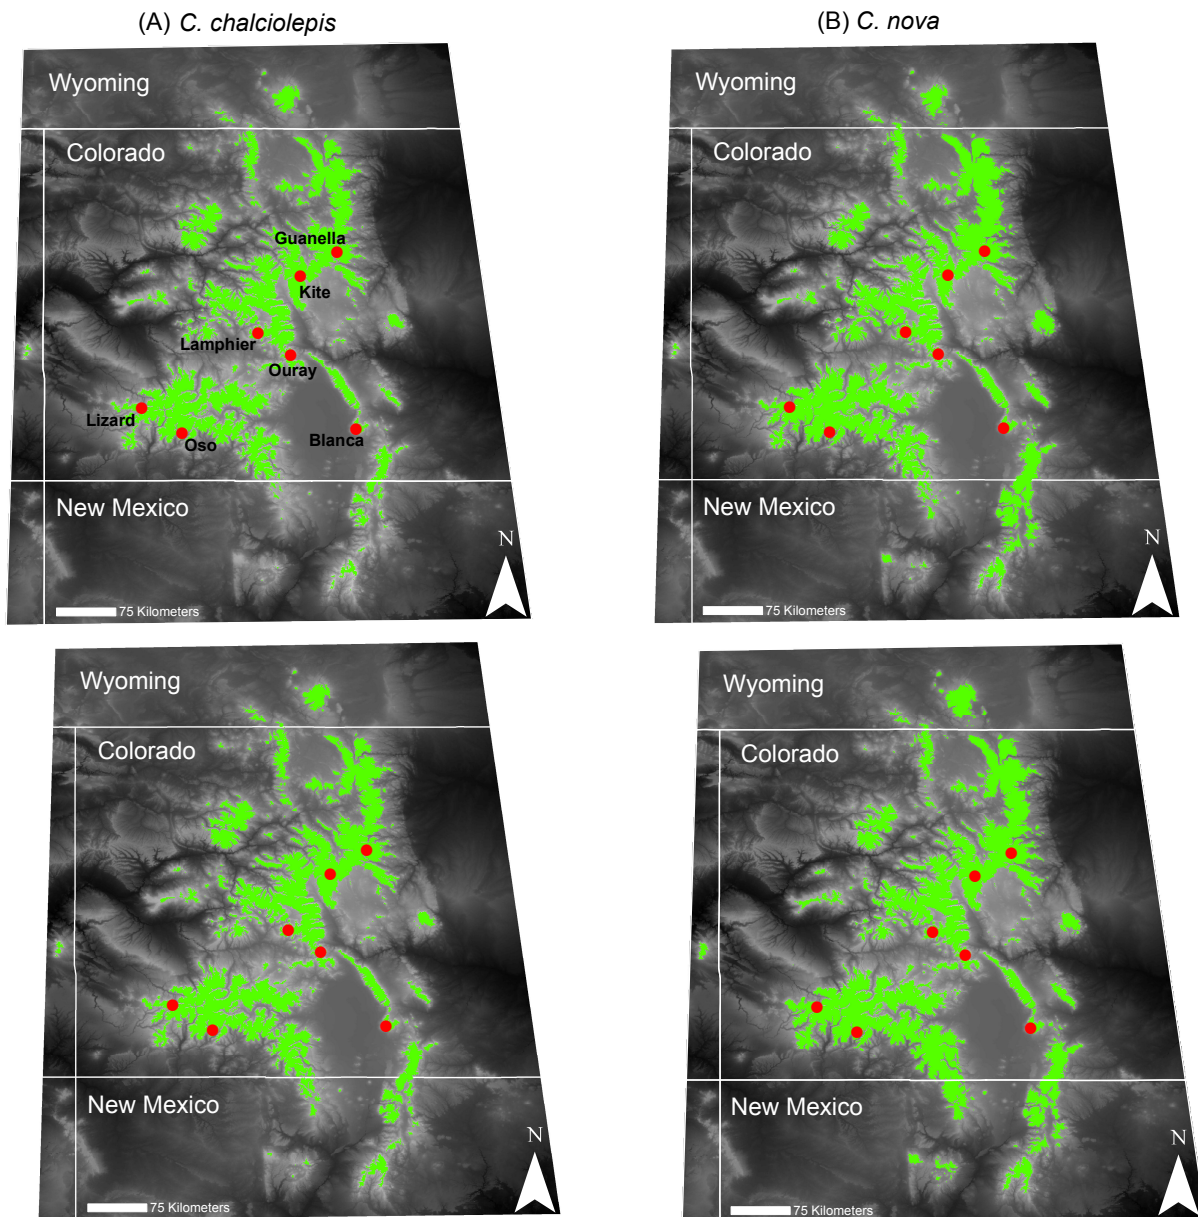 (A) C. chalciolepis
(B) C. nova
Wyoming
Colorado
Guanella
Kite
Lamphier
Ouray
Lizard
Oso
Blanca
New Mexico
N
75 Kilometers
Wyoming
Colorado
New Mexico
N
75 Kilometers
Wyoming
Colorado
New Mexico
N
75 Kilometers
Wyoming
Colorado
New Mexico
N
75 Kilometers